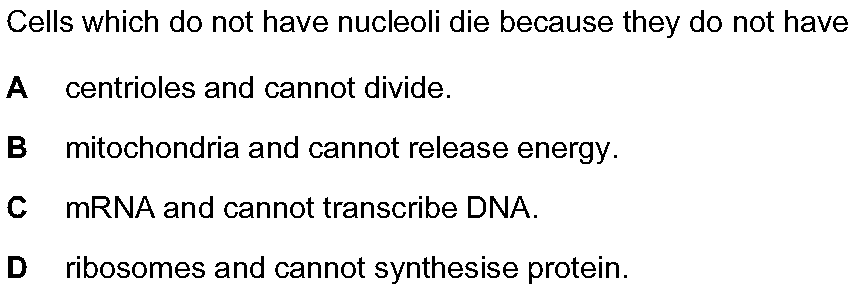 Cells which do not have nucleoli die because they do not have
A centrioles and cannot divide.
B mitochondria and cannot release energy.
C mRNA and cannot transcribe DNA.
D ribosomes and cannot synthesise protein.